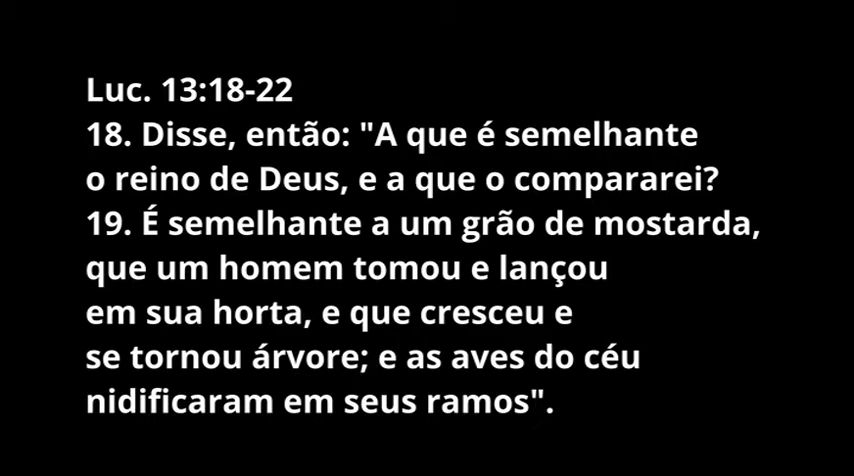 Luc. 13:18-22
18. Disse, então: "A que é semelhante
o reino de Deus, e a que o compararei?
19. É semelhante a um grão de mostarda,
que um homem tomou e lançou
em sua horta, e que cresceu e
se tornou árvore; e as aves do céu
nidificaram em seus ramos".